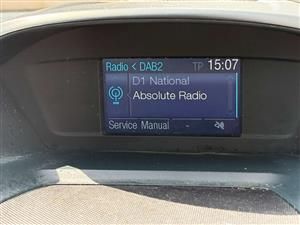 Radio < DAB2 TP 15:07
D1 National
Absolute Radio
Service Manual -